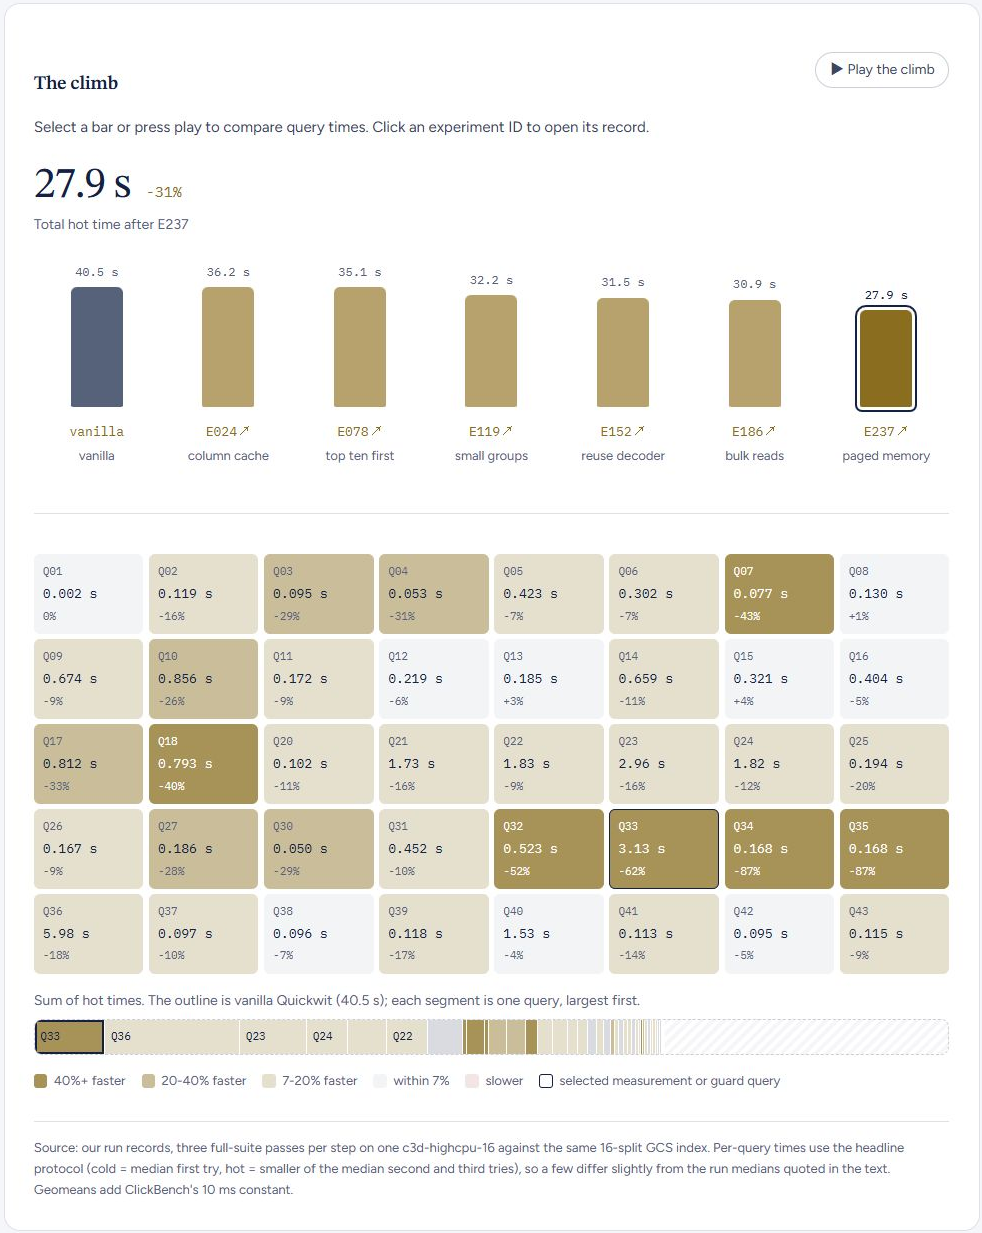 ▶ Play the climb
The climb
Select a bar or press play to compare query times. Click an experiment ID to open its record.
27.9 s -31%
Total hot time after E237
40.5 s 36.2 s 35.1 s 32.2 s 31.5 s 30.9 s 27.9 s
vanilla E024↗ E078↗ E119↗ E152↗ E186↗ E237↗
vanilla column cache top ten first small groups reuse decoder bulk reads paged memory
Q01 Q02 Q03 Q04 Q05 Q06 Q07 Q08
0.002 s 0.119 s 0.095 s 0.053 s 0.423 s 0.302 s 0.077 s 0.130 s
0% -16% -29% -31% -7% -7% -43% +1%
Q09 Q10 Q11 Q12 Q13 Q14 Q15 Q16
0.674 s 0.856 s 0.172 s 0.219 s 0.185 s 0.659 s 0.321 s 0.404 s
-9% -26% -9% -6% +3% -11% +4% -5%
Q17 Q18 Q20 Q21 Q22 Q23 Q24 Q25
0.812 s 0.793 s 0.102 s 1.73 s 1.83 s 2.96 s 1.82 s 0.194 s
-33% -40% -11% -16% -9% -16% -12% -20%
Q26 Q27 Q30 Q31 Q32 Q33 Q34 Q35
0.167 s 0.186 s 0.050 s 0.452 s 0.523 s 3.13 s 0.168 s 0.168 s
-9% -28% -29% -10% -52% -62% -87% -87%
Q36 Q37 Q38 Q39 Q40 Q41 Q42 Q43
5.98 s 0.097 s 0.096 s 0.118 s 1.53 s 0.113 s 0.095 s 0.115 s
-18% -10% -7% -17% -4% -14% -5% -9%
Sum of hot times. The outline is vanilla Quickwit (40.5 s); each segment is one query, largest first.
Q33 Q36 Q23 Q24 Q22
40%+ faster 20-40% faster 7-20% faster within 7% slower selected measurement or guard query
Source: our run records, three full-suite passes per step on one c3d-highcpu-16 against the same 16-split GCS index. Per-query times use the headline
protocol (cold = median first try, hot = smaller of the median second and third tries), so a few differ slightly from the run medians quoted in the text.
Geomeans add ClickBench's 10 ms constant.